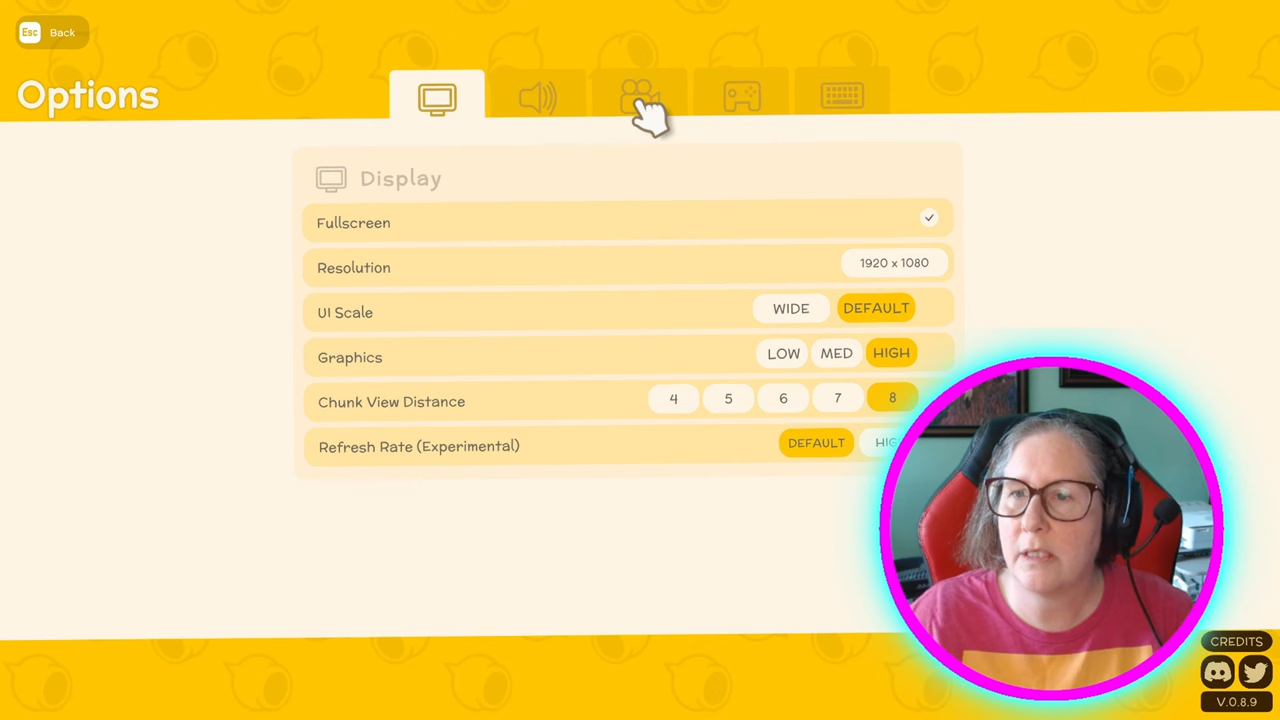 Esc Back
Options
Display
Fullscreen
Resolution 1920 x 1080
UI Scale WIDE DEFAULT
Graphics LOW MED HIGH
Chunk View Distance 4 5 6 7 8
Refresh Rate (Experimental) DEFAULT
CREDITS
V.0.8.9